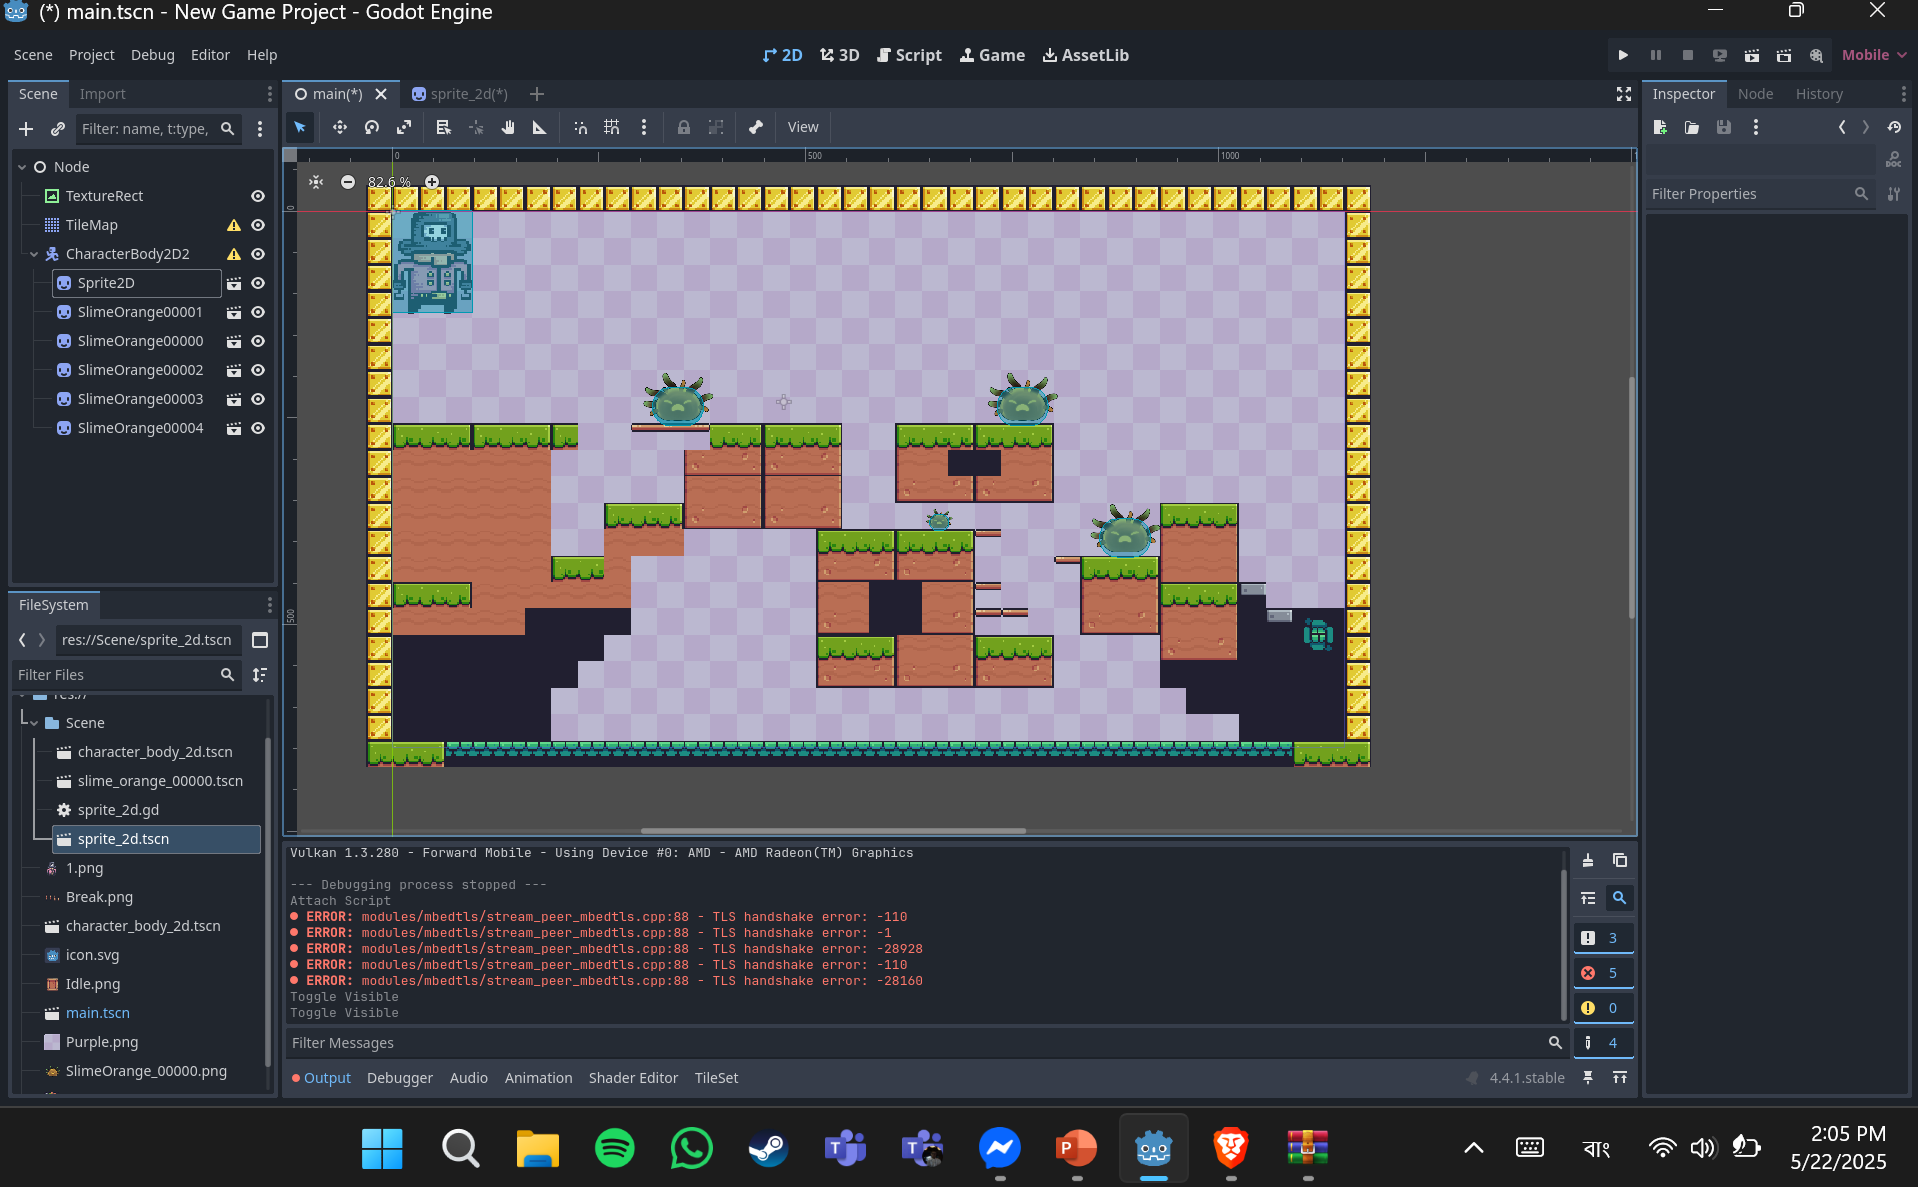 (*) main.tscn - New Game Project - Godot Engine
Scene Project Debug Editor Help
2D 3D Script Game AssetLib
Mobile
Scene Import
Filter: name, t:type,
Node
TextureRect
TileMap
CharacterBody2D2
Sprite2D
SlimeOrange00001
SlimeOrange00000
SlimeOrange00002
SlimeOrange00003
SlimeOrange00004
FileSystem
res://Scene/sprite_2d.tscn
Filter Files
res://
Scene
character_body_2d.tscn
slime_orange_00000.tscn
sprite_2d.gd
sprite_2d.tscn
1.png
Break.png
character_body_2d.tscn
icon.svg
Idle.png
main.tscn
Purple.png
SlimeOrange_00000.png
main(*) sprite_2d(*)
View
0 500 1000
82.6 %
0
500
Vulkan 1.3.280 - Forward Mobile - Using Device #0: AMD - AMD Radeon(TM) Graphics
--- Debugging process stopped ---
Attach Script
ERROR: modules/mbedtls/stream_peer_mbedtls.cpp:88 - TLS handshake error: -110
ERROR: modules/mbedtls/stream_peer_mbedtls.cpp:88 - TLS handshake error: -1
ERROR: modules/mbedtls/stream_peer_mbedtls.cpp:88 - TLS handshake error: -28928
ERROR: modules/mbedtls/stream_peer_mbedtls.cpp:88 - TLS handshake error: -110
ERROR: modules/mbedtls/stream_peer_mbedtls.cpp:88 - TLS handshake error: -28160
Toggle Visible
Toggle Visible
3
5
0
4
Filter Messages
Output Debugger Audio Animation Shader Editor TileSet
4.4.1.stable
Inspector Node History
Filter Properties
বাং
2:05 PM
5/22/2025